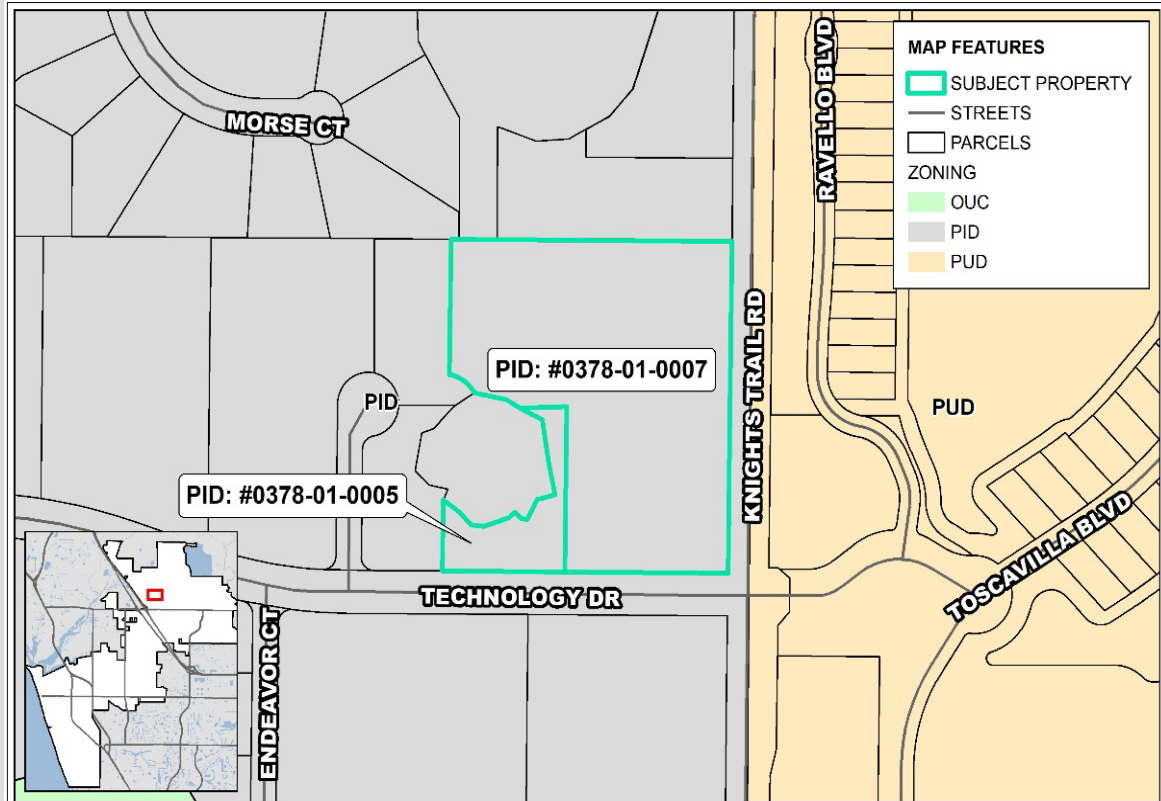 MAP FEATURES
SUBJECT PROPERTY
STREETS
PARCELS
ZONING
OUC
PID
PUD
MORSE CT
RAVELLO BLVD
KNIGHTS TRAIL RD
PID: #0378-01-0007
PID
PUD
PID: #0378-01-0005
TECHNOLOGY DR
TOSCAVILLA BLVD
ENDEAVOR CT